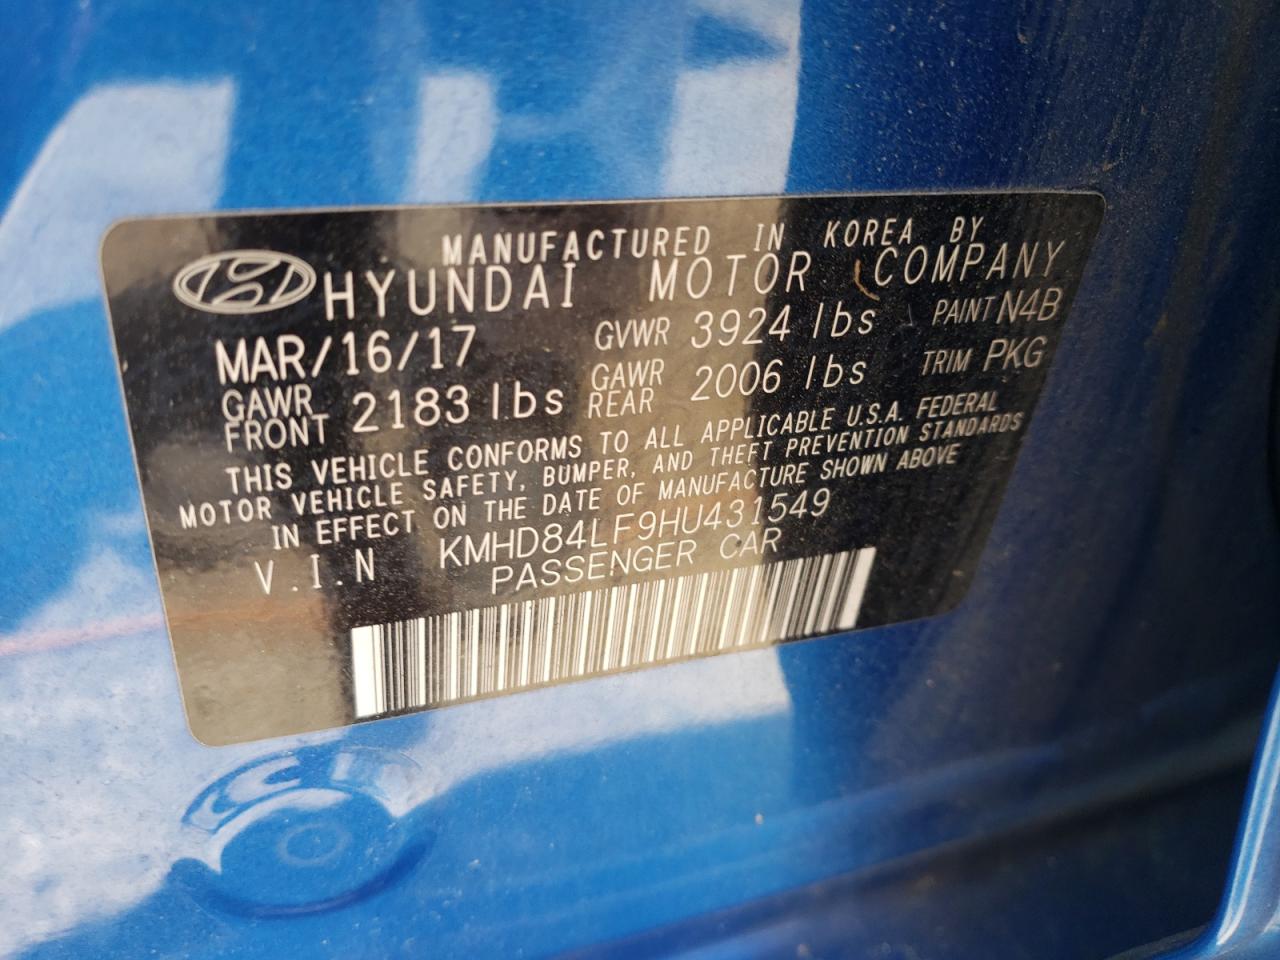 MANUFACTURED IN KOREA BY
HYUNDAI MOTOR COMPANY
MAR/16/17 GVWR 3924 lbs PAINT N4B
GAWR FRONT 2183 lbs GAWR REAR 2006 lbs TRIM PKG
THIS VEHICLE CONFORMS TO ALL APPLICABLE U.S.A. FEDERAL
MOTOR VEHICLE SAFETY, BUMPER, AND THEFT PREVENTION STANDARDS
IN EFFECT ON THE DATE OF MANUFACTURE SHOWN ABOVE
V.I.N KMHD84LF9HU431549
PASSENGER CAR